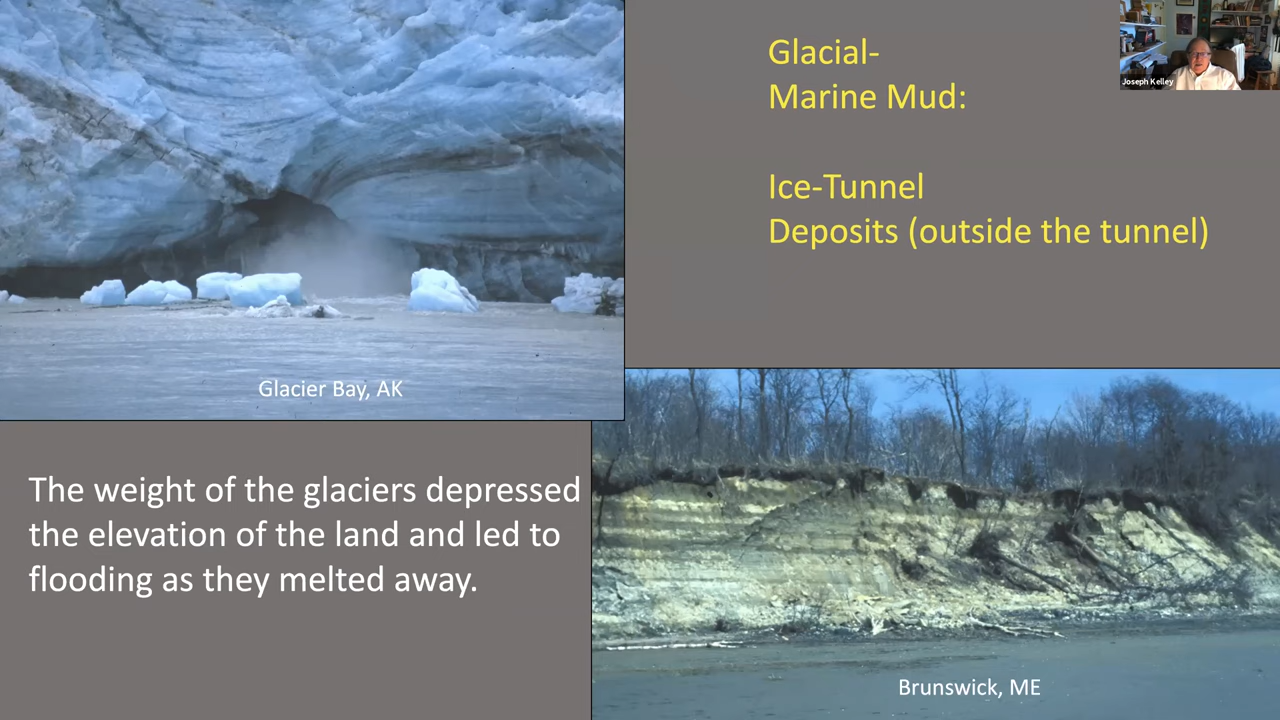 Glacial-
Marine Mud:
Joseph Kelley
Ice-Tunnel
Deposits (outside the tunnel)
Glacier Bay, AK
The weight of the glaciers depressed
the elevation of the land and led to
flooding as they melted away.
Brunswick, ME